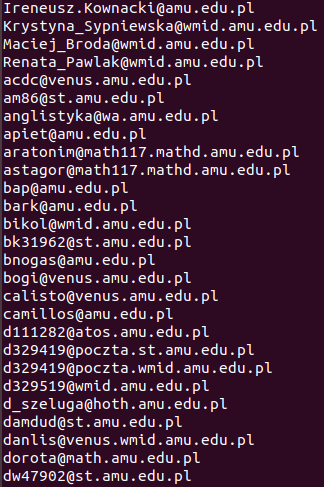 Ireneusz.Kownacki@amu.edu.pl
Krystyna_Sypniewska@wmid.amu.edu.pl
Maciej_Broda@wmid.amu.edu.pl
Renata_Pawlak@wmid.amu.edu.pl
acdc@venus.amu.edu.pl
am86@st.amu.edu.pl
anglistyka@wa.amu.edu.pl
apiet@amu.edu.pl
aratonim@math117.mathd.amu.edu.pl
astagor@math117.mathd.amu.edu.pl
bap@amu.edu.pl
bark@amu.edu.pl
bikol@wmid.amu.edu.pl
bk31962@st.amu.edu.pl
bnogas@amu.edu.pl
bogi@venus.amu.edu.pl
calisto@venus.amu.edu.pl
camillos@amu.edu.pl
d111282@atos.amu.edu.pl
d329419@poczta.st.amu.edu.pl
d329419@poczta.wmid.amu.edu.pl
d329519@wmid.amu.edu.pl
d_szeluga@hoth.amu.edu.pl
damdud@st.amu.edu.pl
danlis@venus.wmid.amu.edu.pl
dorota@math.amu.edu.pl
dw47902@st.amu.edu.pl